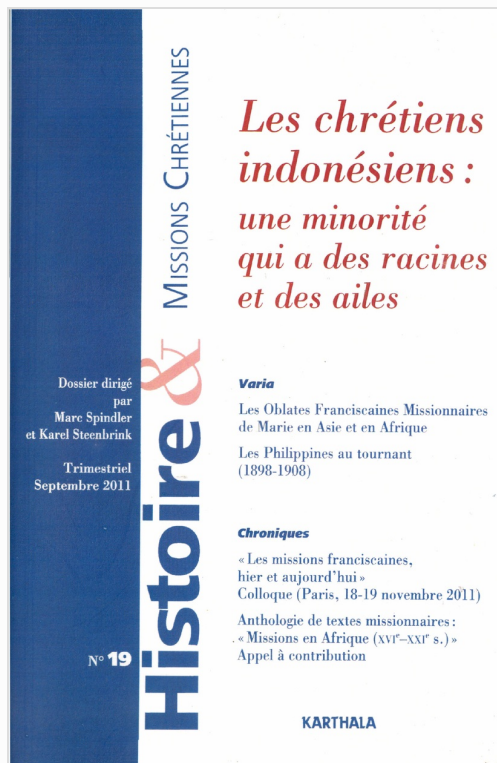 Histoire & MISSIONS CHRÉTIENNES
Les chrétiens
indonésiens :
une minorité
qui a des racines
et des ailes
Dossier dirigé
par
Marc Spindler
et Karel Steenbrink
Trimestriel
Septembre 2011
N° 19
Varia
Les Oblates Franciscaines Missionnaires
de Marie en Asie et en Afrique
Les Philippines au tournant
(1898-1908)
Chroniques
« Les missions franciscaines,
hier et aujourd'hui »
Colloque (Paris, 18-19 novembre 2011)
Anthologie de textes missionnaires :
« Missions en Afrique (XVIᵉ–XXIᵉ s.) »
Appel à contribution
KARTHALA